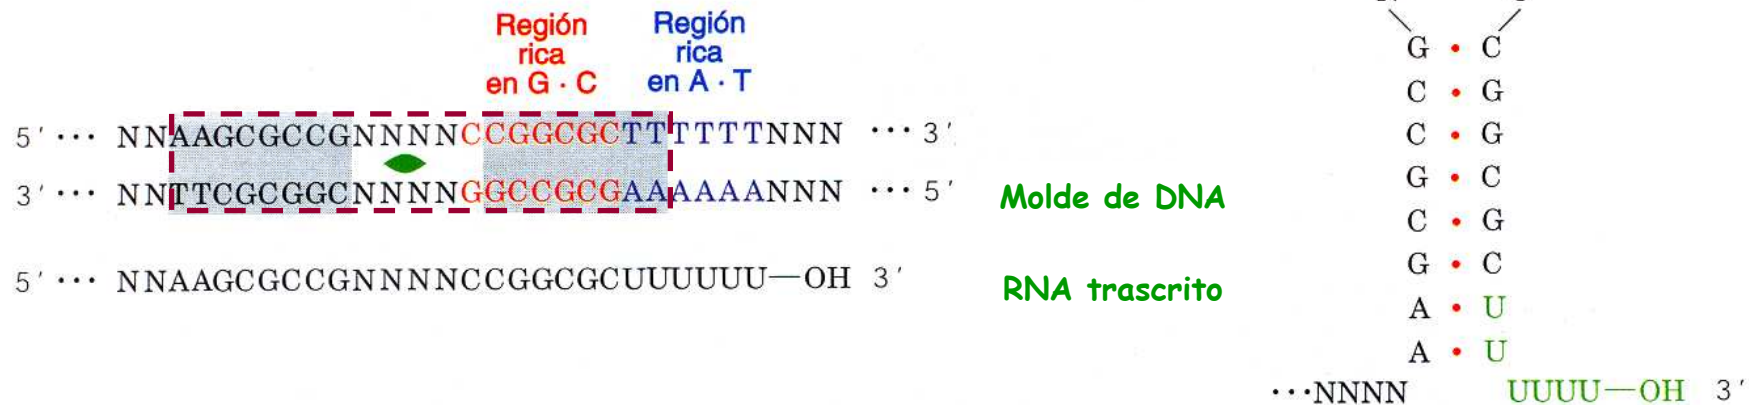 Región
rica
en G · C
Región
rica
en A · T
5′ ··· NNAAGCGCCGNNNNCCGGCGCTTTTTTNNN ··· 3′
3′ ··· NNTTCGCGGCNNNNGGCCGCGAAAAAANNN ··· 5′
Molde de DNA
5′ ··· NNAAGCGCCGNNNNCCGGCGCUUUUUU—OH 3′
RNA trascrito
G • C
C • G
C • G
G • C
C • G
G • C
A • U
A • U
···NNNN UUUU—OH 3′